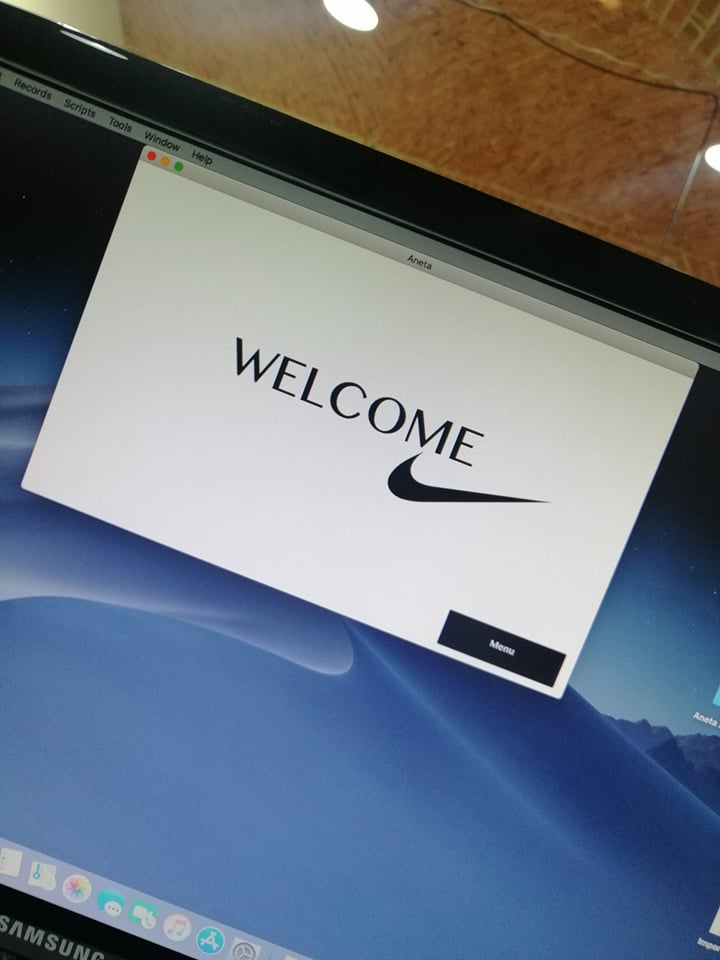 Records Scripts Tools Window Help
Aneta
WELCOME
Menu
Aneta
SAMSUNG